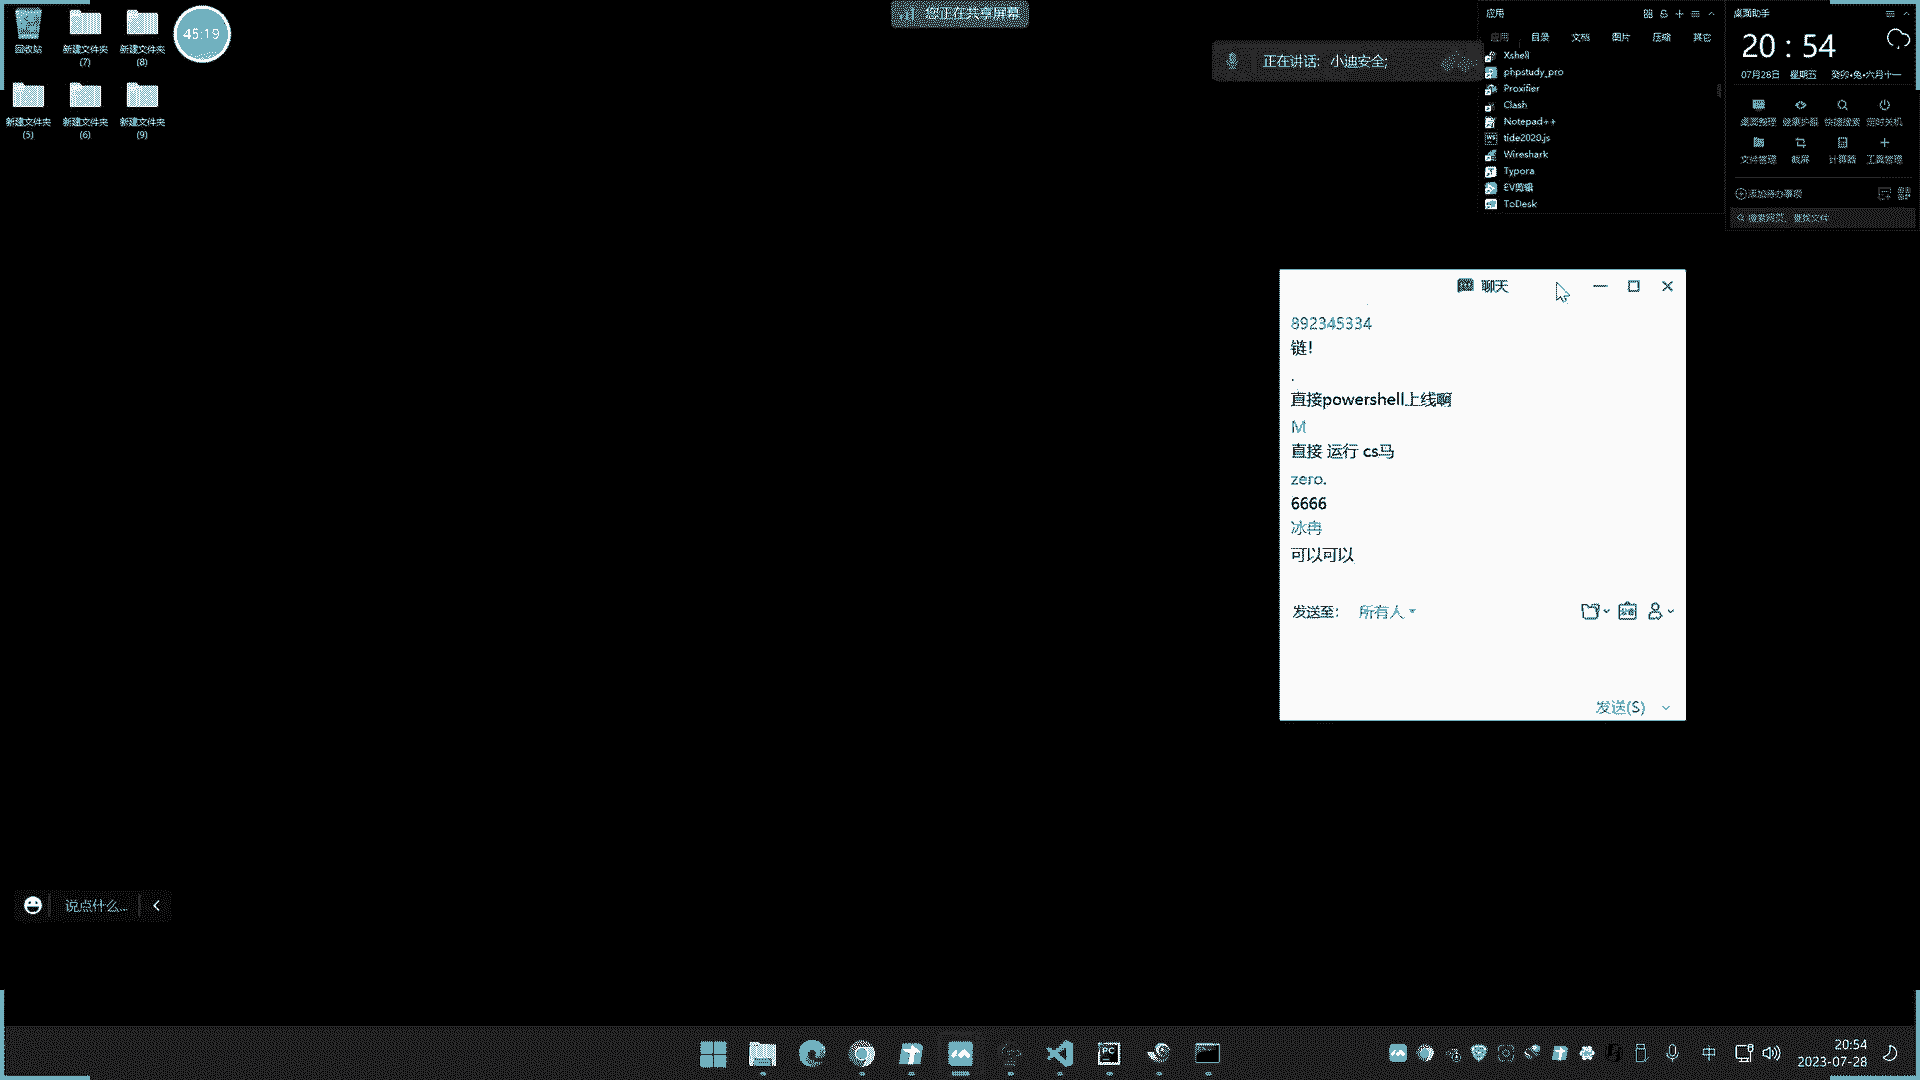 回收站
新建文件夹
(7)
新建文件夹
(8)
45:19
新建文件夹
(5)
新建文件夹
(6)
新建文件夹
(9)
您正在共享屏幕
正在讲话: 小迪安全;
应用
应用 目录 文档 图片 压缩 其它
Xshell
phpstudy_pro
Proxifier
Clash
Notepad++
tide2020.js
Wireshark
Typora
EV剪辑
ToDesk
桌面助手
20 : 54
07月28日 星期五 癸卯•兔•六月十一
桌面整理 健康护眼 快速搜索 定时关机
文件管理 截屏 计算器 工具管理
添加待办事项
搜索网页、查找文件
聊天
892345334
链!
.
直接powershell上线啊
M
直接 运行 cs马
zero.
6666
冰冉
可以可以
发送至: 所有人
发送(S)
说点什么...
中
20:54
2023-07-28